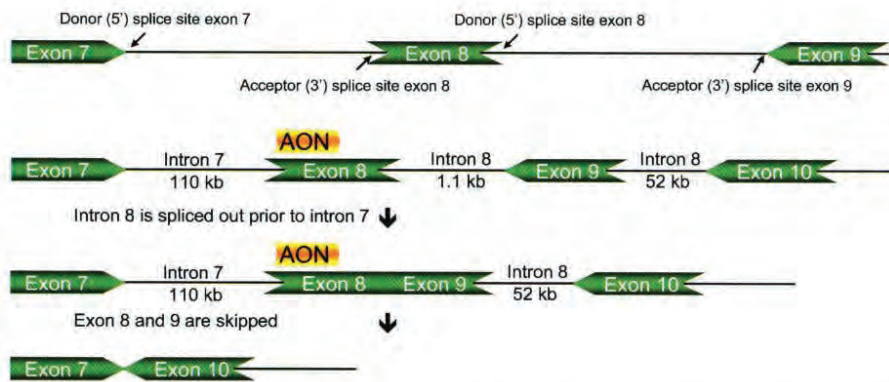 Donor (5') splice site exon 7
Donor (5') splice site exon 8
Exon 7
Exon 8
Exon 9
Acceptor (3') splice site exon 8
Acceptor (3') splice site exon 9
AON
Exon 7
Intron 7
110 kb
Exon 8
Intron 8
1.1 kb
Exon 9
Intron 8
52 kb
Exon 10
Intron 8 is spliced out prior to intron 7
AON
Exon 7
Intron 7
110 kb
Exon 8
Exon 9
Intron 8
52 kb
Exon 10
Exon 8 and 9 are skipped
Exon 7
Exon 10